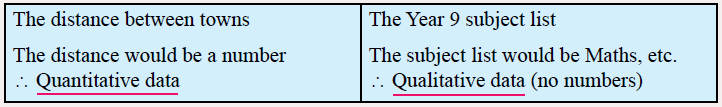 The distance between towns
The distance would be a number
∴ Quantitative data
The Year 9 subject list
The subject list would be Maths, etc.
∴ Qualitative data (no numbers)